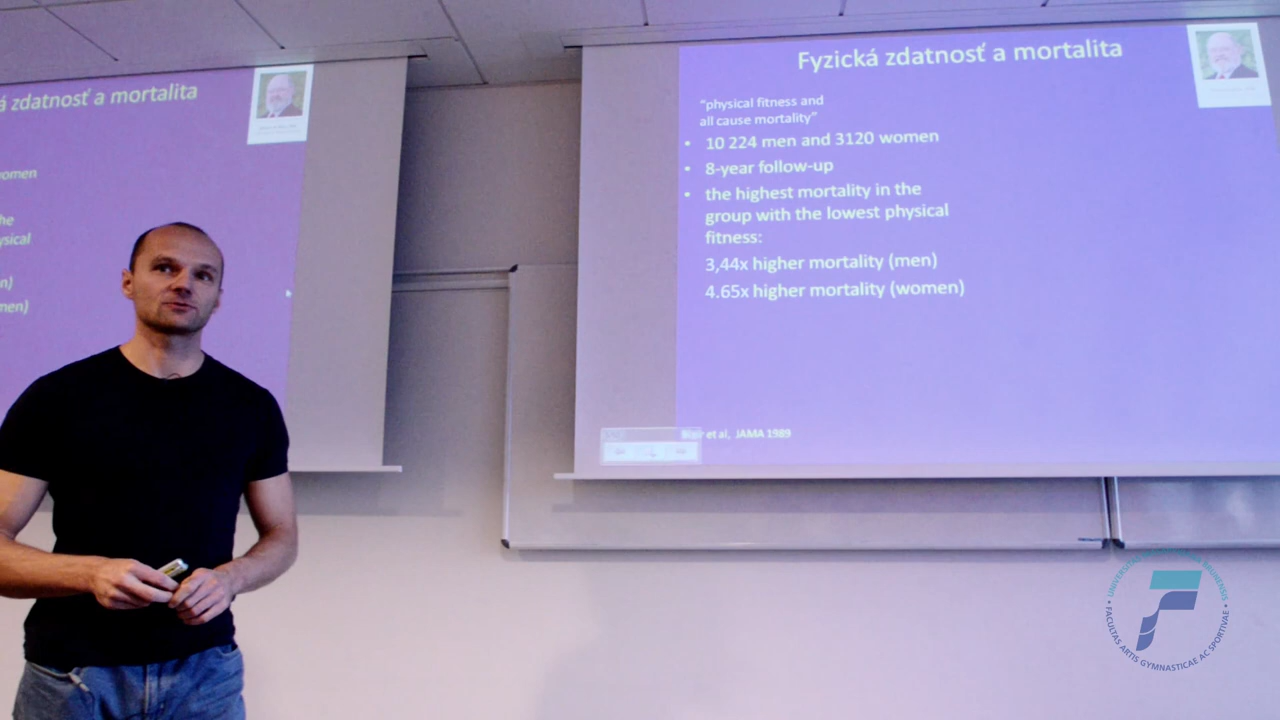 á zdatnosť a mortalita
omen
he
ysical
n)
men)
Fyzická zdatnosť a mortalita
"physical fitness and
all cause mortality"
• 10 224 men and 3120 women
• 8-year follow-up
• the highest mortality in the
group with the lowest physical
fitness:
3,44x higher mortality (men)
4.65x higher mortality (women)
Blair et al, JAMA 1989
FACULTAS ARTIS GYMNASTICAE AC SPORTIVAE